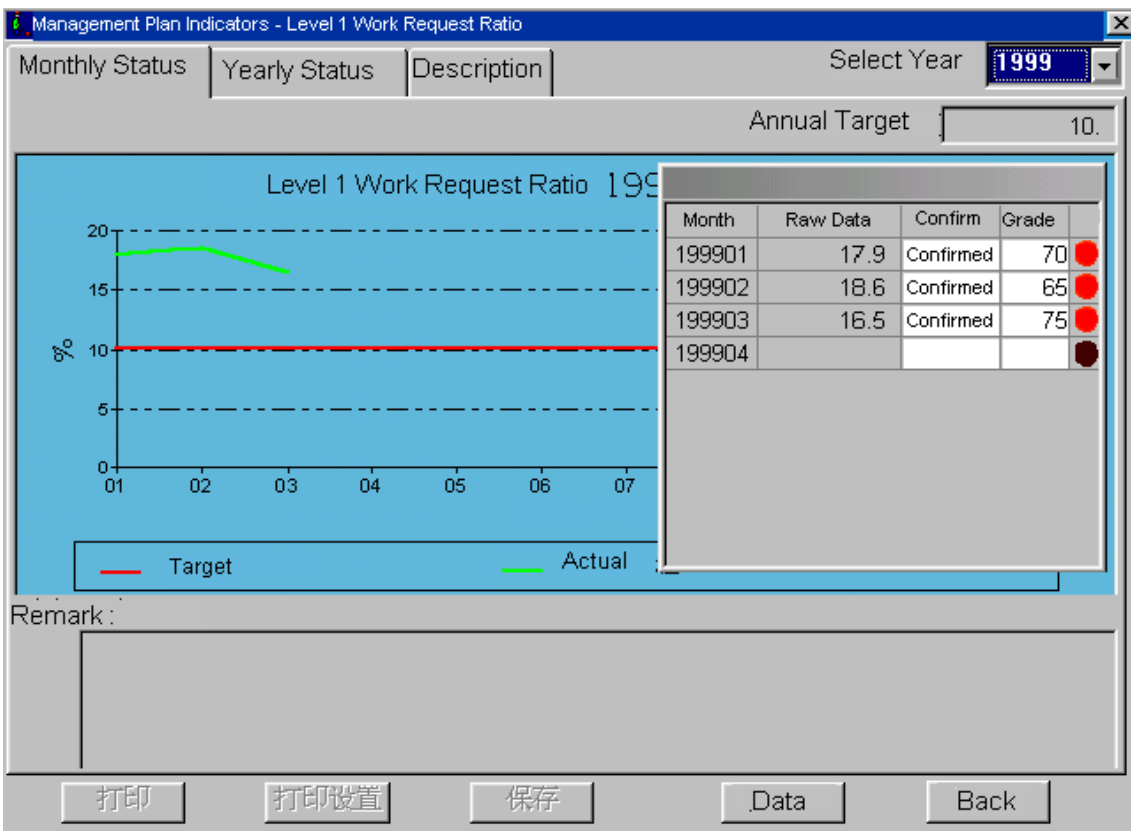 Management Plan Indicators - Level 1 Work Request Ratio
Monthly Status Yearly Status Description Select Year 1999
Annual Target 10.
Level 1 Work Request Ratio 199
Month Raw Data Confirm Grade
199901 17.9 Confirmed 70
199902 18.6 Confirmed 65
199903 16.5 Confirmed 75
199904
%
20
15
10
5
0
01 02 03 04 05 06 07
Target Actual
Remark :
打印 打印设置 保存 Data Back